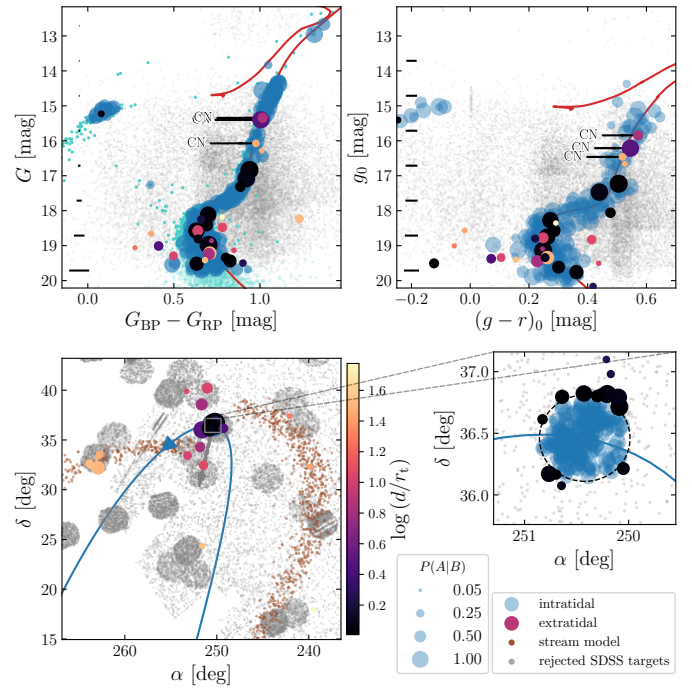 13
14
15
16
17
18
19
20
G [mag]
0.0
0.5
1.0
G_BP − G_RP [mag]
CN
CN
13
14
15
16
17
18
19
20
g_0 [mag]
−0.2
0.0
0.2
0.4
0.6
(g − r)_0 [mag]
CN
CN
CN
40
35
30
25
20
15
δ [deg]
260
250
240
α [deg]
1.6
1.4
1.2
1.0
0.8
0.6
0.4
0.2
log (d/r_t)
37.0
36.5
36.0
δ [deg]
251
250
α [deg]
P(A|B)
0.05
0.25
0.50
1.00
intratidal
extratidal
stream model
rejected SDSS targets